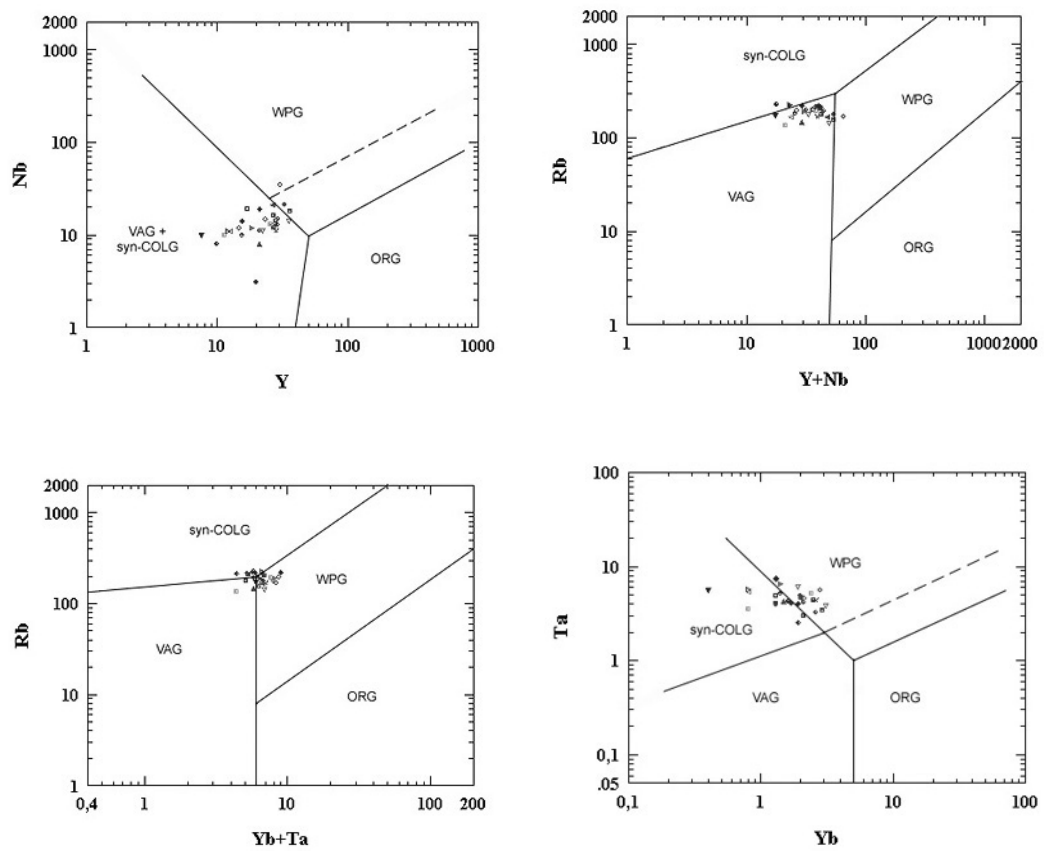 2000
1000
100
10
1
Nb
WPG
VAG +
syn-COLG
ORG
1 10 100 1000
Y
2000
1000
100
10
1
Rb
syn-COLG
WPG
VAG
ORG
1 10 100 10002000
Y+Nb
2000
1000
100
10
1
Rb
syn-COLG
WPG
VAG
ORG
0,4 1 10 100 200
Yb+Ta
100
10
1
0,1
.05
Ta
WPG
syn-COLG
VAG
ORG
0,1 1 10 100
Yb